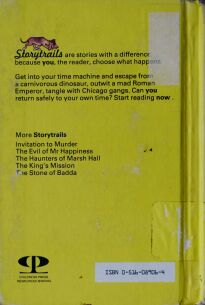 Storytrails are stories with a difference
because you, the reader, choose what happens
Get into your time machine and escape from
a carnivorous dinosaur, outwit a mad Roman
Emperor, tangle with Chicago gangs. Can you
return safely to your own time? Start reading now .
More Storytrails
Invitation to Murder
The Evil of Mr Happiness
The Haunters of Marsh Hall
The King's Mission
The Stone of Badda
ISBN 0-516-08906-4
CHILDRENS PRESS